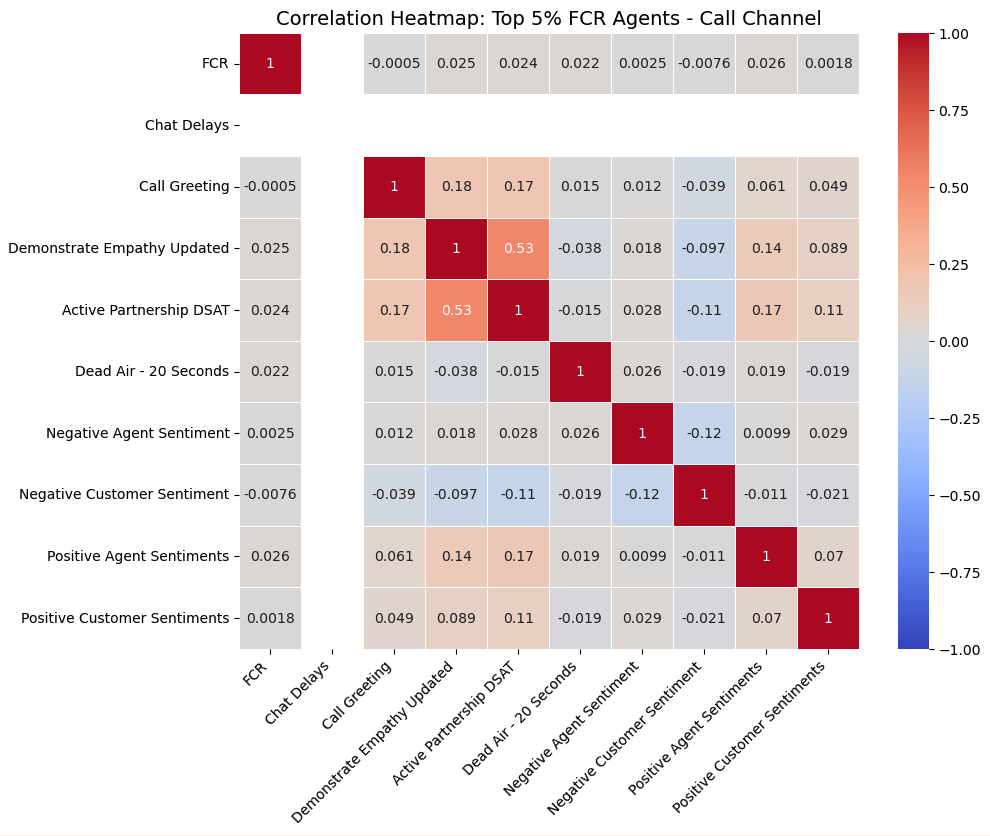 Correlation Heatmap: Top 5% FCR Agents - Call Channel
FCR 1 -0.0005 0.025 0.024 0.022 0.0025 -0.0076 0.026 0.0018
Chat Delays
Call Greeting -0.0005 1 0.18 0.17 0.015 0.012 -0.039 0.061 0.049
Demonstrate Empathy Updated 0.025 0.18 1 0.53 -0.038 0.018 -0.097 0.14 0.089
Active Partnership DSAT 0.024 0.17 0.53 1 -0.015 0.028 -0.11 0.17 0.11
Dead Air - 20 Seconds 0.022 0.015 -0.038 -0.015 1 0.026 -0.019 0.019 -0.019
Negative Agent Sentiment 0.0025 0.012 0.018 0.028 0.026 1 -0.12 0.0099 0.029
Negative Customer Sentiment -0.0076 -0.039 -0.097 -0.11 -0.019 -0.12 1 -0.011 -0.021
Positive Agent Sentiments 0.026 0.061 0.14 0.17 0.019 0.0099 -0.011 1 0.07
Positive Customer Sentiments 0.0018 0.049 0.089 0.11 -0.019 0.029 -0.021 0.07 1
FCR
Chat Delays
Call Greeting
Demonstrate Empathy Updated
Active Partnership DSAT
Dead Air - 20 Seconds
Negative Agent Sentiment
Negative Customer Sentiment
Positive Agent Sentiments
Positive Customer Sentiments
1.00
0.75
0.50
0.25
0.00
−0.25
−0.50
−0.75
−1.00